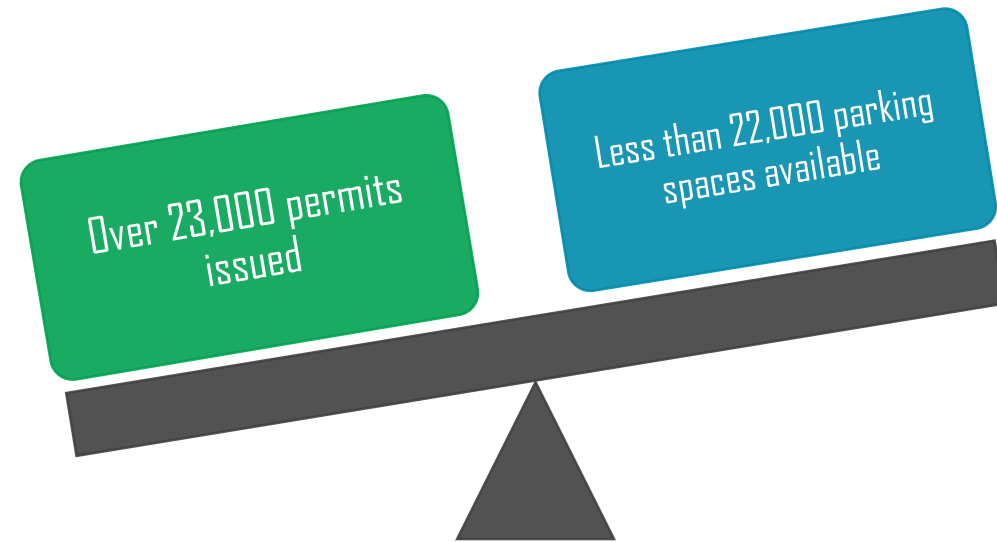 Over 23,000 permits
issued
Less than 22,000 parking
spaces available